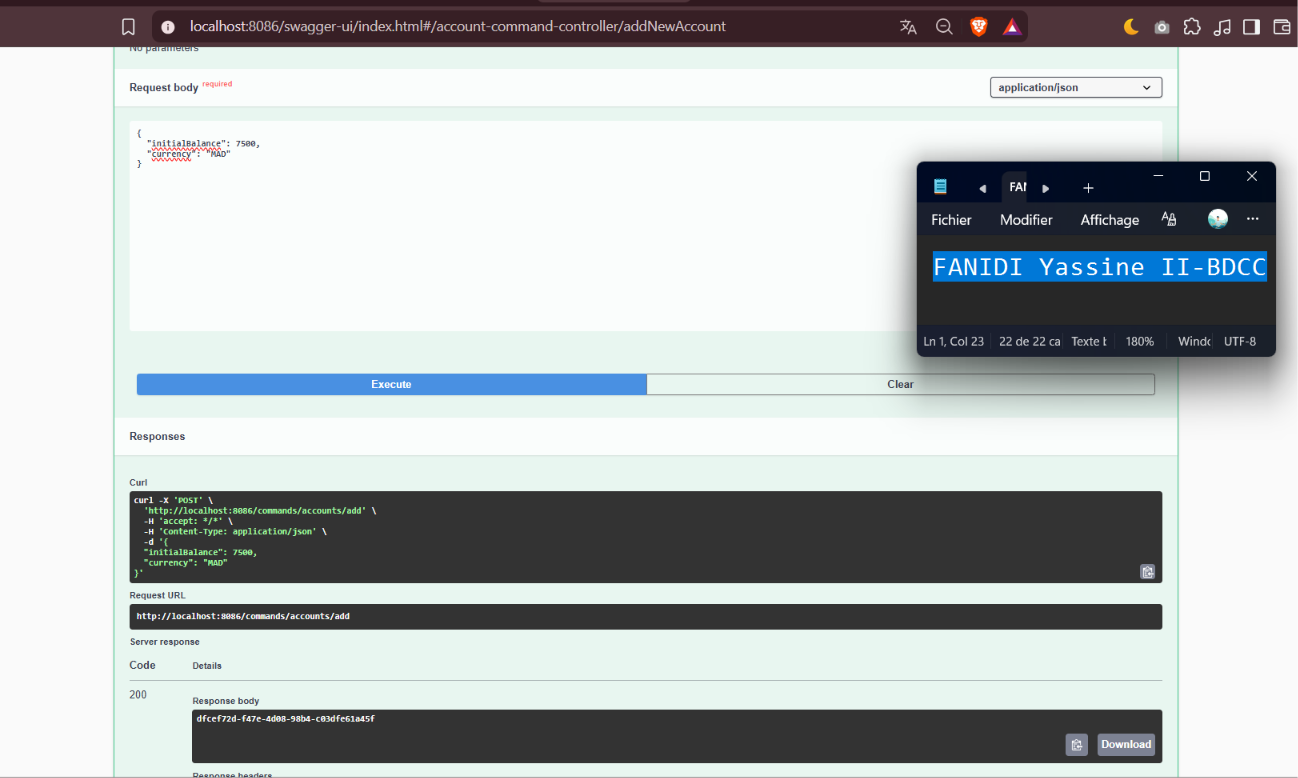 localhost:8086/swagger-ui/index.html#/account-command-controller/addNewAccount
No parameters
Request body required
application/json
{
"initialBalance": 7500,
"currency": "MAD"
}
FAI
Fichier Modifier Affichage
FANIDI Yassine II-BDCC
Ln 1, Col 23 22 de 22 ca Texte b 180% Windo UTF-8
Execute Clear
Responses
Curl
curl -X 'POST' \
'http://localhost:8086/commands/accounts/add' \
-H 'accept: */*' \
-H 'Content-Type: application/json' \
-d '{
"initialBalance": 7500,
"currency": "MAD"
}'
Request URL
http://localhost:8086/commands/accounts/add
Server response
Code Details
200
Response body
dfcef72d-f47e-4d08-98b4-c03dfe61a45f
Download
Response headers